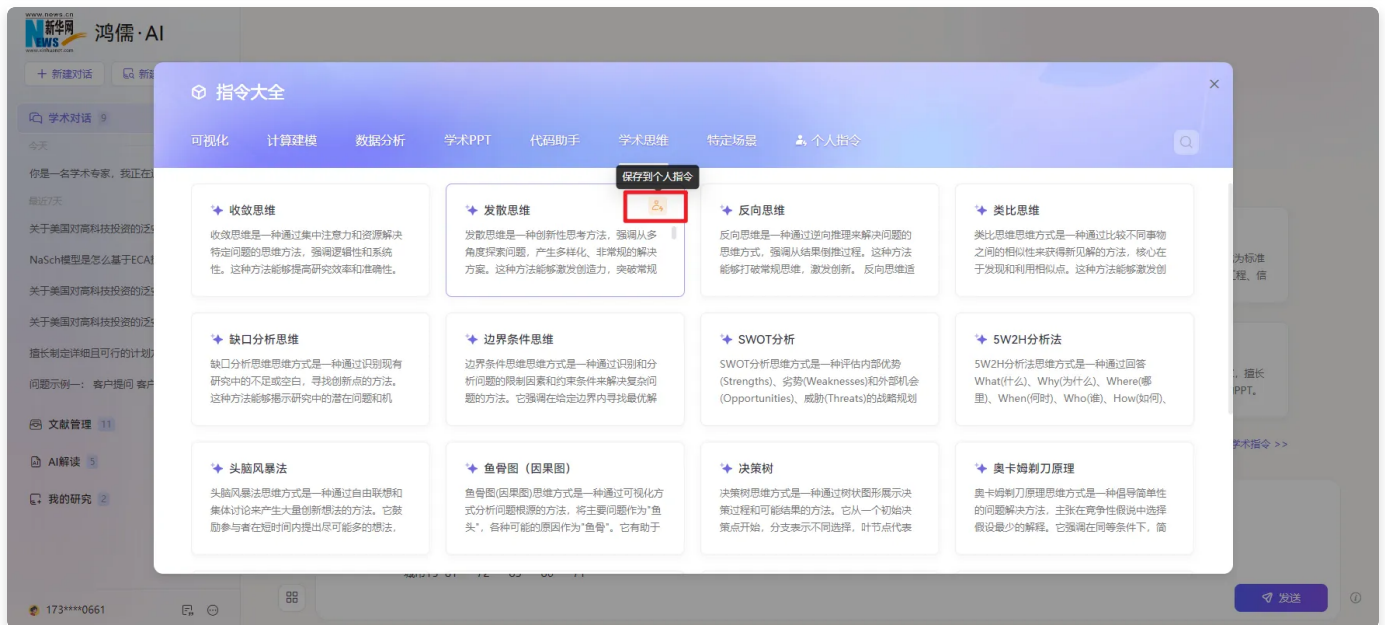 www.news.cn
新华网
NEWS
www.xinhuanet.com
鸿儒·AI
+ 新建对话
学术对话 9
今天
你是一名学术专家，我正在
最近7天
关于美国对高科技投资的泛
NaSch模型是怎么基于ECA
关于美国对高科技投资的泛
关于美国对高科技投资的泛
擅长制定详细且可行的计划
问题示例一： 客户提问 客户
文献管理 11
AI解读 5
我的研究 2
173****0661
指令大全
可视化 计算建模 数据分析 学术PPT 代码助手 学术思维 特定场景 个人指令
保存到个人指令
收敛思维
收敛思维是一种通过集中注意力和资源解决
特定问题的思维方法，强调逻辑性和系统
性。这种方法能够提高研究效率和准确性。
发散思维
发散思维是一种创新性思考方法，强调从多
角度探索问题，产生多样化、非常规的解决
方案。这种方法能够激发创造力，突破常规
反向思维
反向思维是一种通过逆向推理来解决问题的
思维方式，强调从结果倒推过程。这种方法
能够打破常规思维，激发创新。 反向思维适
类比思维
类比思维思维方式是一种通过比较不同事物
之间的相似性来获得新见解的方法，核心在
于发现和利用相似点。这种方法能够激发创
缺口分析思维
缺口分析思维思维方式是一种通过识别现有
研究中的不足或空白，寻找创新点的方法。
这种方法能够揭示研究中的潜在问题和机
边界条件思维
边界条件思维思维方式是一种通过识别和分
析问题的限制因素和约束条件来解决复杂问
题的方法。它强调在给定边界内寻找最优解
SWOT分析
SWOT分析思维方式是一种评估内部优势
(Strengths)、劣势(Weaknesses)和外部机会
(Opportunities)、威胁(Threats)的战略规划
5W2H分析法
5W2H分析法思维方式是一种通过回答
What(什么)、Why(为什么)、Where(哪
里)、When(何时)、Who(谁)、How(如何)、
头脑风暴法
头脑风暴法思维方式是一种通过自由联想和
集体讨论来产生大量创新想法的方法。它鼓
励参与者在短时间内提出尽可能多的想法，
鱼骨图（因果图）
鱼骨图(因果图)思维方式是一种通过可视化方
式分析问题根源的方法，将主要问题作为"鱼
头"，各种可能的原因作为"鱼骨"。它有助于
决策树
决策树思维方式是一种通过树状图形展示决
策过程和可能结果的方法。它从一个初始决
策点开始，分支表示不同选择，叶节点代表
奥卡姆剃刀原理
奥卡姆剃刀原理思维方式是一种倡导简单性
的问题解决方法，主张在竞争性假说中选择
假设最少的解释。它强调在同等条件下，简
为标准
程、信
，擅长
PPT。
学术指令 >>
发送